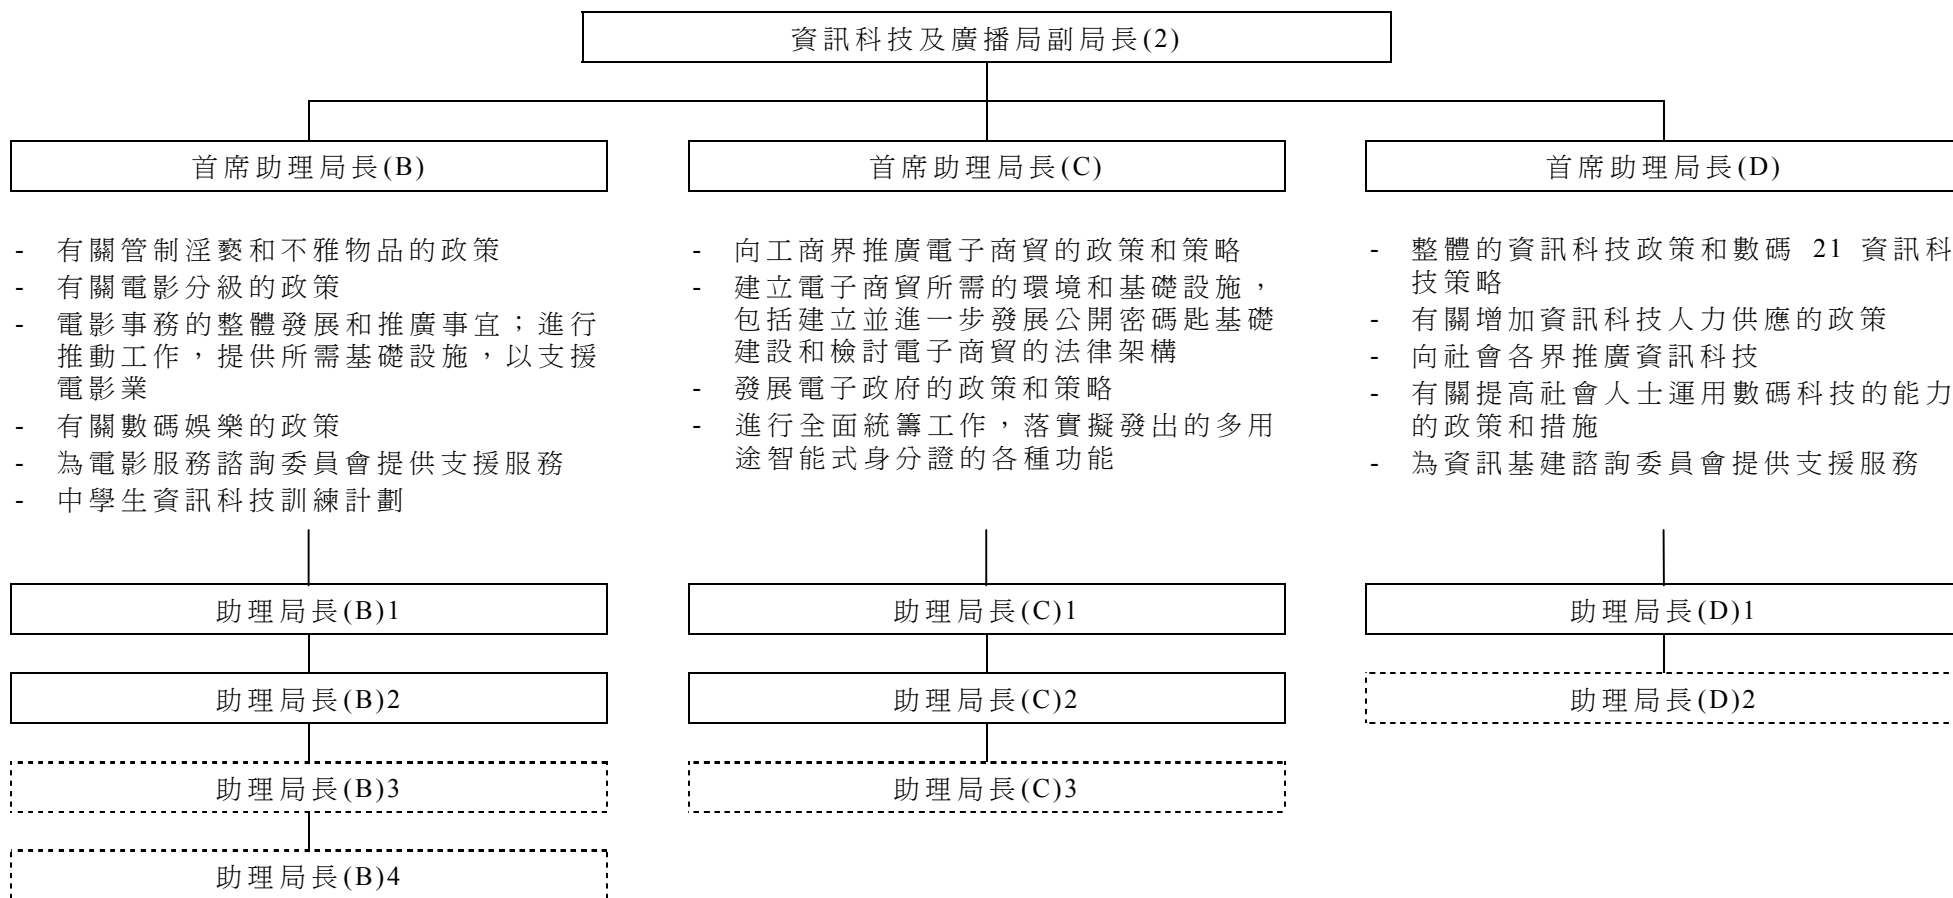 資訊科技及廣播局副局長(2)
首席助理局長(B)
- 有關管制淫褻和不雅物品的政策
- 有關電影分級的政策
- 電影事務的整體發展和推廣事宜；進行
推動工作，提供所需基礎設施，以支援
電影業
- 有關數碼娛樂的政策
- 為電影服務諮詢委員會提供支援服務
- 中學生資訊科技訓練計劃
助理局長(B)1
助理局長(B)2
助理局長(B)3
助理局長(B)4
首席助理局長(C)
- 向工商界推廣電子商貿的政策和策略
- 建立電子商貿所需的環境和基礎設施，
包括建立並進一步發展公開密碼匙基礎
建設和檢討電子商貿的法律架構
- 發展電子政府的政策和策略
- 進行全面統籌工作，落實擬發出的多用
途智能式身分證的各種功能
助理局長(C)1
助理局長(C)2
助理局長(C)3
首席助理局長(D)
- 整體的資訊科技政策和數碼 21 資訊科
技策略
- 有關增加資訊科技人力供應的政策
- 向社會各界推廣資訊科技
- 有關提高社會人士運用數碼科技的能力
的政策和措施
- 為資訊基建諮詢委員會提供支援服務
助理局長(D)1
助理局長(D)2